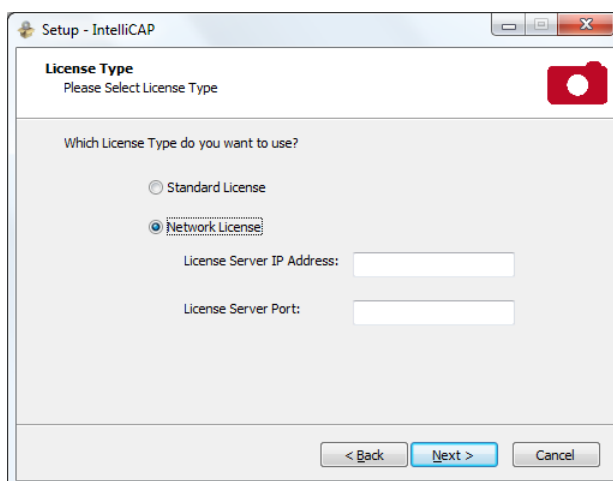 Setup - IntelliCAP
License Type
Please Select License Type
Which License Type do you want to use?
Standard License
Network License
License Server IP Address:
License Server Port:
< Back Next > Cancel